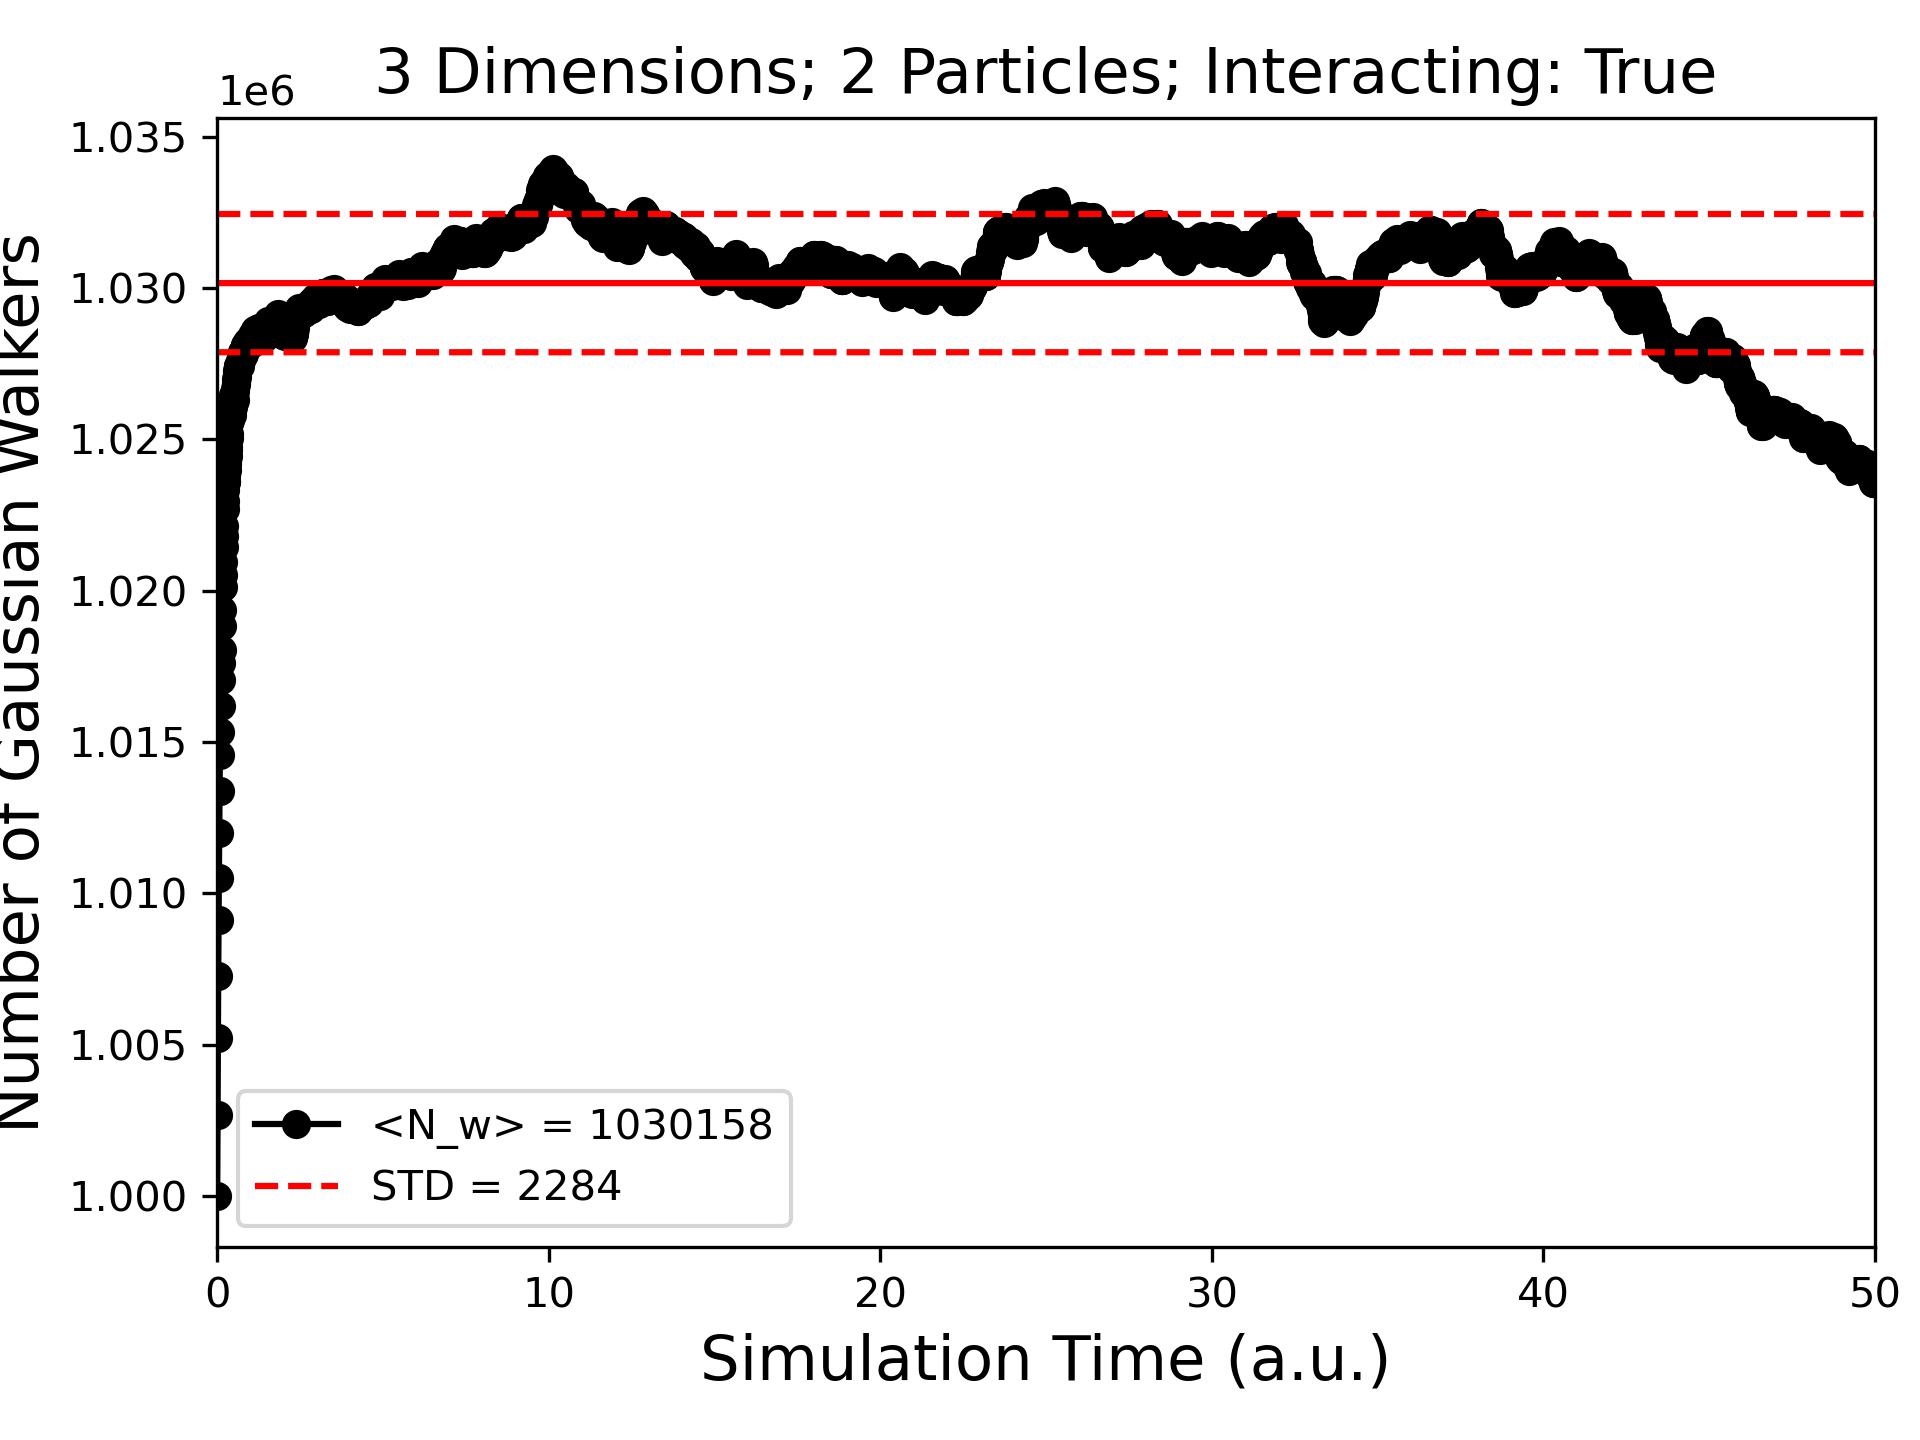 3 Dimensions; 2 Particles; Interacting: True
1e6
1.035
1.030
1.025
1.020
1.015
1.010
1.005
1.000
Number of Gaussian Walkers
<N_w> = 1030158
STD = 2284
0 10 20 30 40 50
Simulation Time (a.u.)